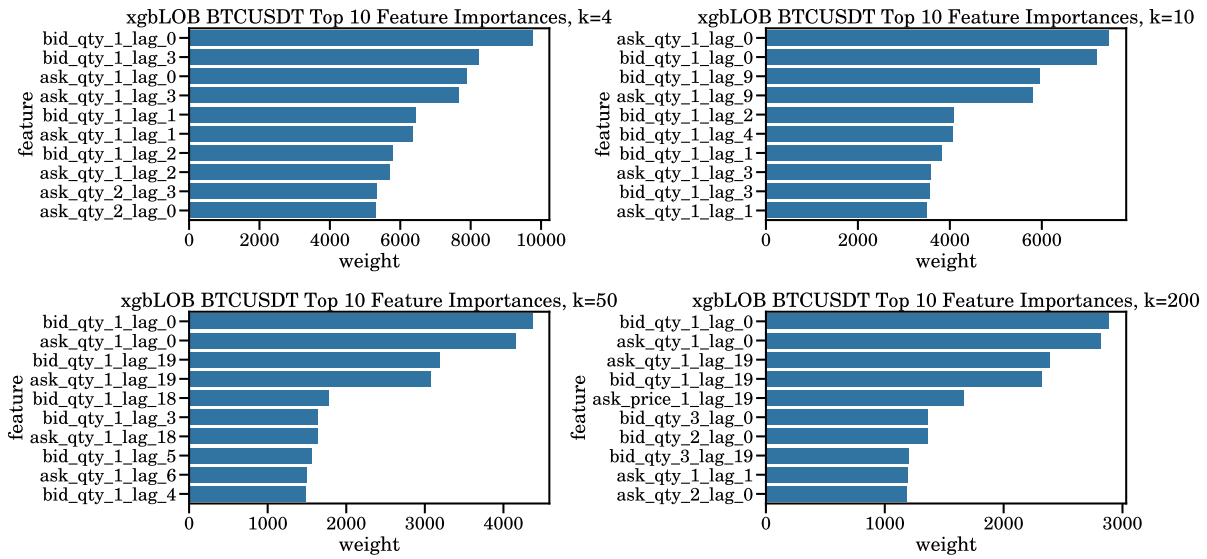 xgbLOB BTCUSDT Top 10 Feature Importances, k=4
feature
bid_qty_1_lag_0
bid_qty_1_lag_3
ask_qty_1_lag_0
ask_qty_1_lag_3
bid_qty_1_lag_1
ask_qty_1_lag_1
bid_qty_1_lag_2
ask_qty_1_lag_2
ask_qty_2_lag_3
ask_qty_2_lag_0
0 2000 4000 6000 8000 10000
weight
xgbLOB BTCUSDT Top 10 Feature Importances, k=10
feature
ask_qty_1_lag_0
bid_qty_1_lag_0
bid_qty_1_lag_9
ask_qty_1_lag_9
bid_qty_1_lag_2
bid_qty_1_lag_4
bid_qty_1_lag_1
ask_qty_1_lag_3
bid_qty_1_lag_3
ask_qty_1_lag_1
0 2000 4000 6000
weight
xgbLOB BTCUSDT Top 10 Feature Importances, k=50
feature
bid_qty_1_lag_0
ask_qty_1_lag_0
bid_qty_1_lag_19
ask_qty_1_lag_19
bid_qty_1_lag_18
bid_qty_1_lag_3
ask_qty_1_lag_18
bid_qty_1_lag_5
ask_qty_1_lag_6
bid_qty_1_lag_4
0 1000 2000 3000 4000
weight
xgbLOB BTCUSDT Top 10 Feature Importances, k=200
feature
bid_qty_1_lag_0
ask_qty_1_lag_0
ask_qty_1_lag_19
bid_qty_1_lag_19
ask_price_1_lag_19
bid_qty_3_lag_0
bid_qty_2_lag_0
bid_qty_3_lag_19
ask_qty_1_lag_1
ask_qty_2_lag_0
0 1000 2000 3000
weight